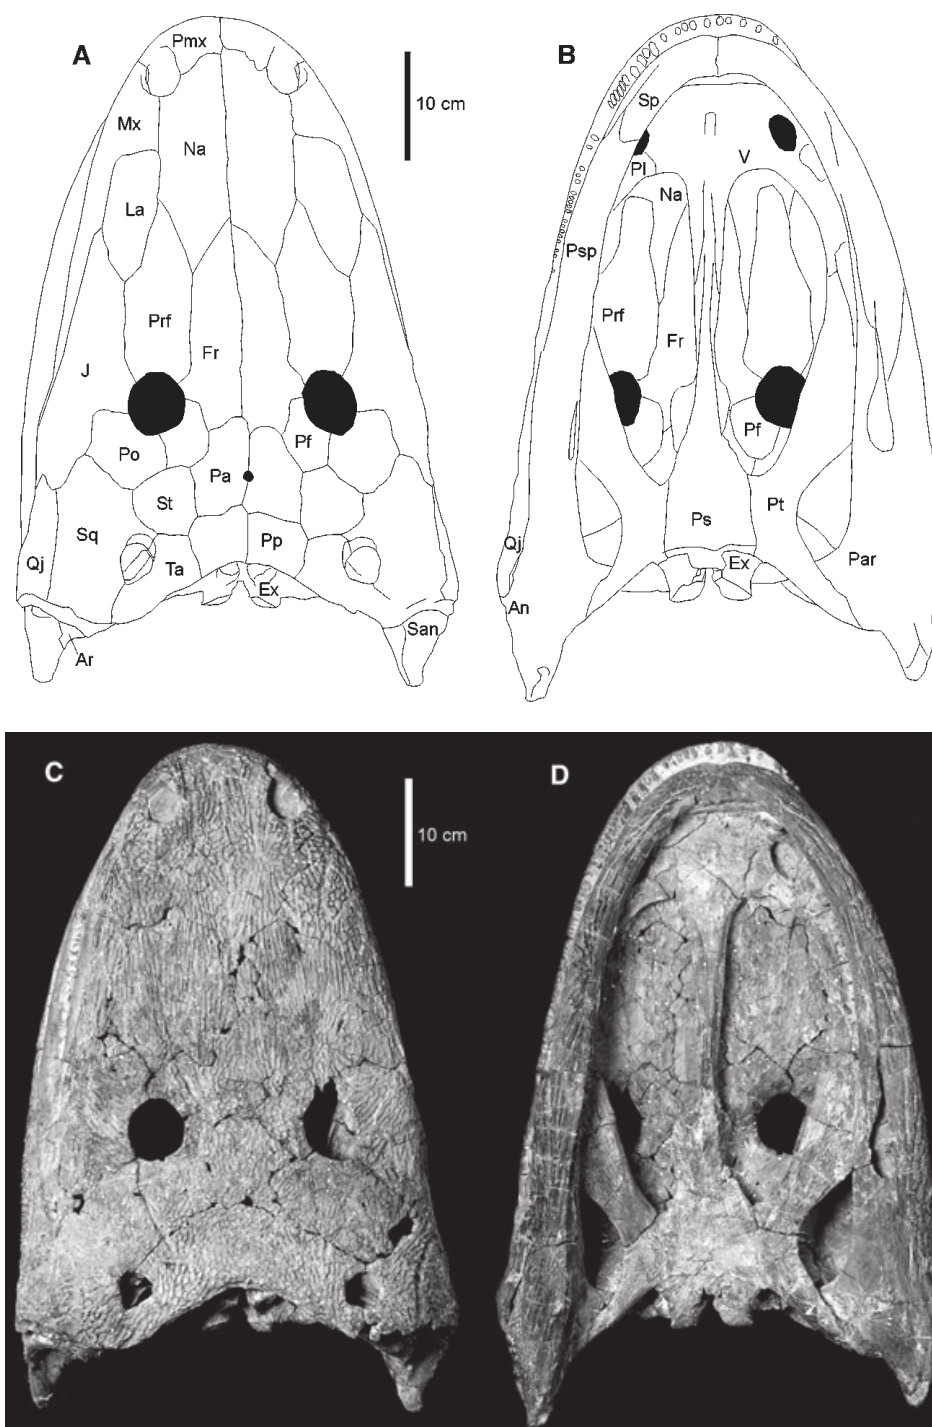 A
Pmx
10 cm
Mx
Na
La
Prf
Fr
J
Po
Pf
Pa
St
Sq
Pp
Qj
Ta
Ex
San
Ar
B
Sp
V
Pl
Na
Psp
Prf
Fr
Pf
Pt
Ps
Qj
Ex
Par
An
C
10 cm
D